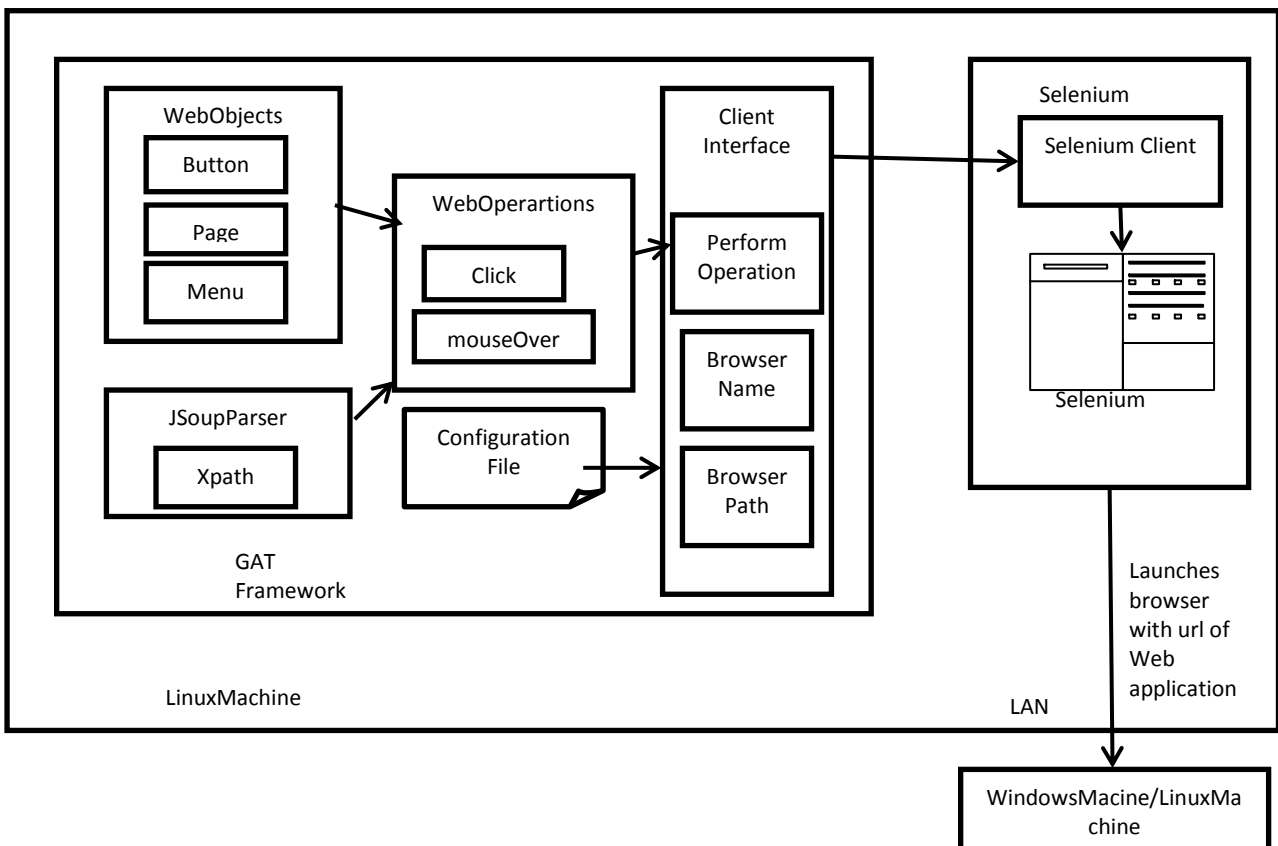 WebObjects
Button
Page
Menu
JSoupParser
Xpath
WebOperartions
Click
mouseOver
Configuration
File
Client
Interface
Perform
Operation
Browser
Name
Browser
Path
GAT
Framework
Selenium
Selenium Client
Selenium
Launches
browser
with url of
Web
application
LinuxMachine
LAN
WindowsMacine/LinuxMa
chine